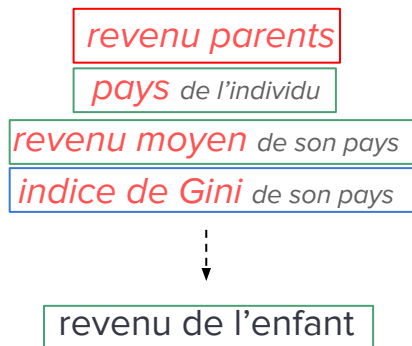 revenu parents
pays de l'individu
revenu moyen de son pays
indice de Gini de son pays
revenu de l'enfant